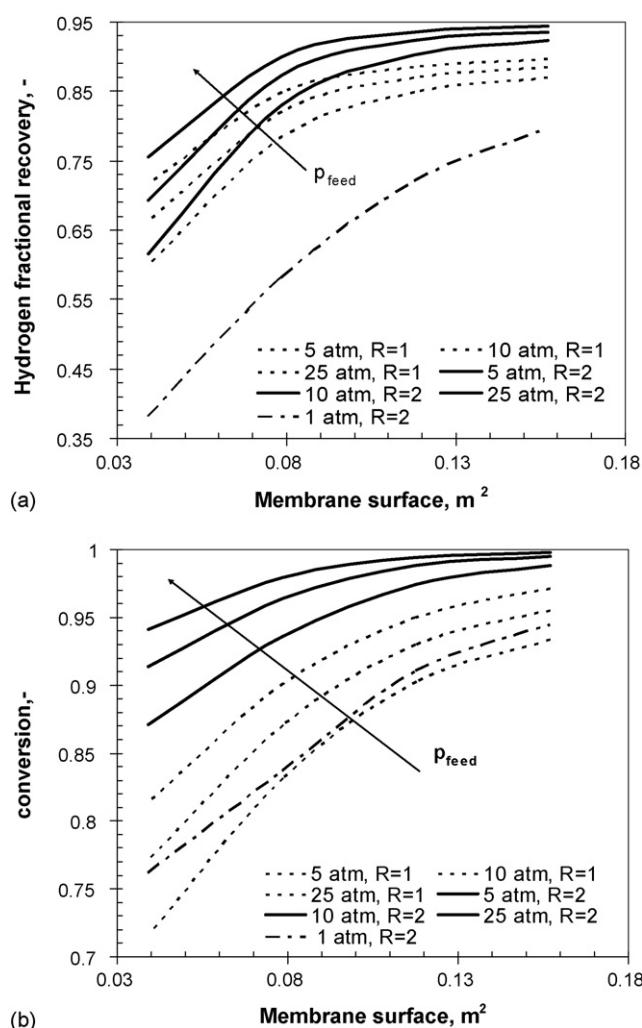 0.95
0.85
0.75
0.65
0.55
0.45
0.35
Hydrogen fractional recovery, -
p feed
5 atm, R=1 10 atm, R=1
25 atm, R=1 5 atm, R=2
10 atm, R=2 25 atm, R=2
1 atm, R=2
0.03 0.08 0.13 0.18
(a) Membrane surface, m ²
1
0.95
0.9
0.85
0.8
0.75
0.7
conversion,-
p feed
5 atm, R=1 10 atm, R=1
25 atm, R=1 5 atm, R=2
10 atm, R=2 25 atm, R=2
1 atm, R=2
0.03 0.08 0.13 0.18
(b) Membrane surface, m²